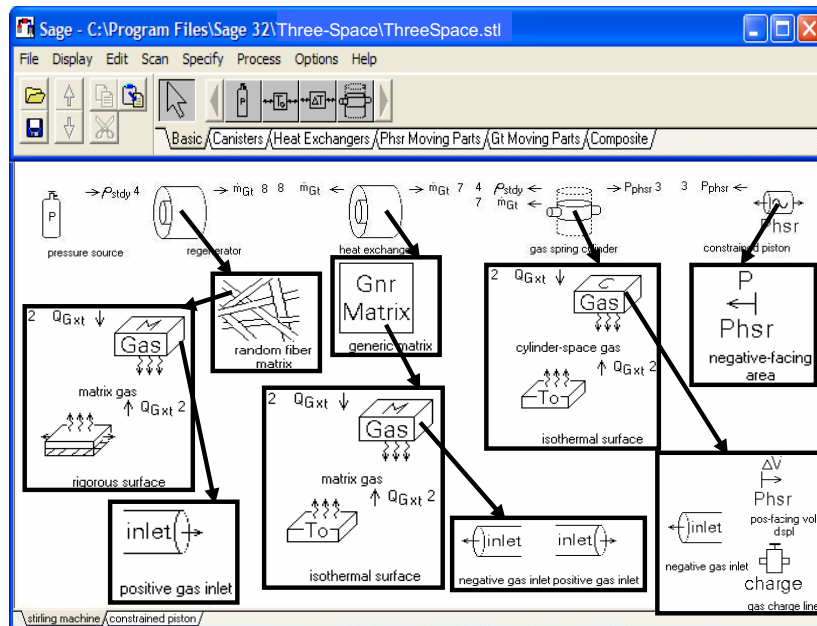 Sage - C:\Program Files\Sage 32\Three-Space\ThreeSpace.stl
File Display Edit Scan Specify Process Options Help
P To ΔT
Basic Canisters Heat Exchangers Phsr Moving Parts Gt Moving Parts Composite
P
pressure source
ρstdy 4
regenerator
ṁGt 8
8 ṁGt
heat exchanger
ṁGt 7
4 ρstdy
7 ṁGt
gas spring cylinder
Pphsr 3
3 Pphsr
Phsr
constrained piston
2 QGxt
M
Gas
matrix gas
QGxt 2
rigorous surface
random fiber
matrix
Gnr
Matrix
generic matrix
2 QGxt
C
Gas
cylinder-space gas
QGxt 2
To
isothermal surface
P
Phsr
negative-facing
area
2 QGxt
M
Gas
matrix gas
QGxt 2
To
isothermal surface
inlet
positive gas inlet
inlet
negative gas inlet
inlet
positive gas inlet
ΔV
Phsr
pos-facing vol
dspl
inlet
negative gas inlet
charge
gas charge line
stirling machine constrained piston